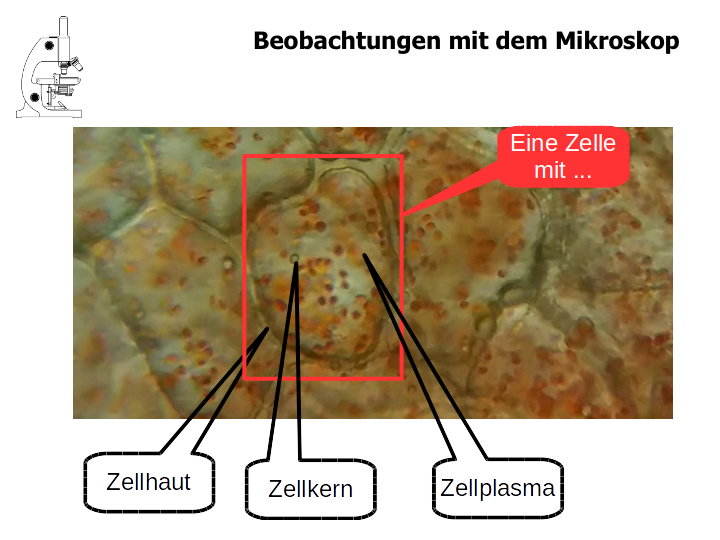 Beobachtungen mit dem Mikroskop
Eine Zelle
mit ...
Zellhaut
Zellkern
Zellplasma